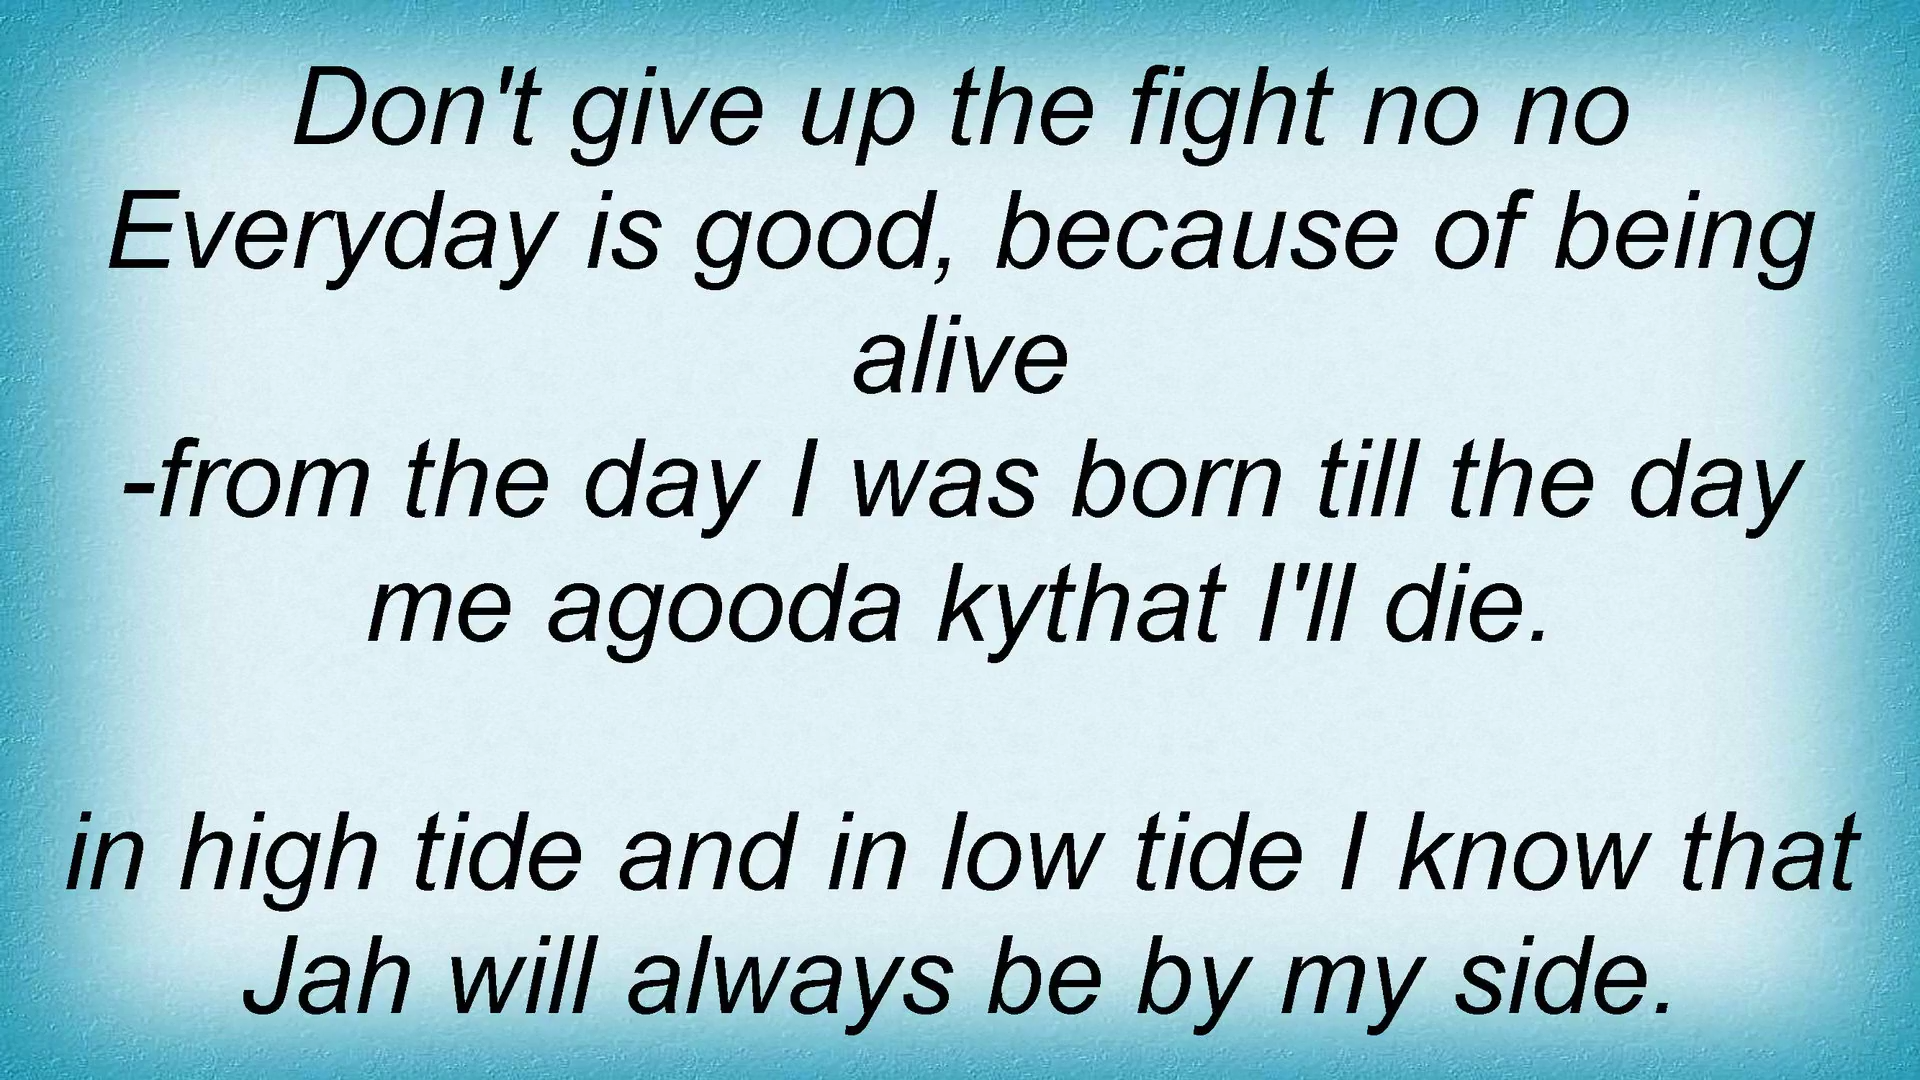 Don't give up the fight no no
Everyday is good, because of being
alive
-from the day I was born till the day
me agooda kythat I'll die.
in high tide and in low tide I know that
Jah will always be by my side.